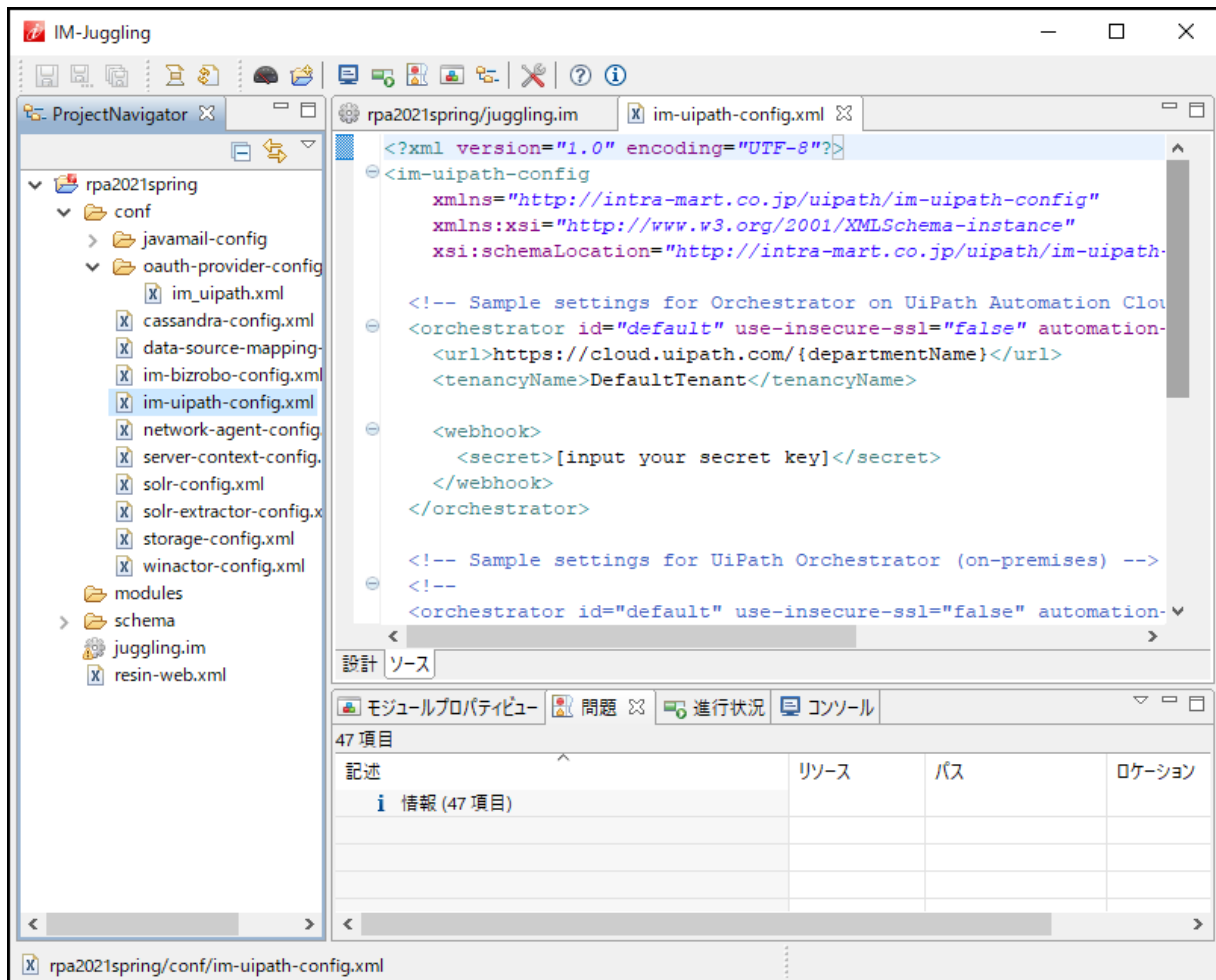 IM-Juggling
ProjectNavigator
rpa2021spring
conf
javamail-config
oauth-provider-config
im_uipath.xml
cassandra-config.xml
data-source-mapping-
im-bizrobo-config.xml
im-uipath-config.xml
network-agent-config.
server-context-config.
solr-config.xml
solr-extractor-config.x
storage-config.xml
winactor-config.xml
modules
schema
juggling.im
resin-web.xml
rpa2021spring/juggling.im
im-uipath-config.xml
<?xml version="1.0" encoding="UTF-8"?>
<im-uipath-config
xmlns="http://intra-mart.co.jp/uipath/im-uipath-config"
xmlns:xsi="http://www.w3.org/2001/XMLSchema-instance"
xsi:schemaLocation="http://intra-mart.co.jp/uipath/im-uipath-
<!-- Sample settings for Orchestrator on UiPath Automation Clou
<orchestrator id="default" use-insecure-ssl="false" automation-
<url>https://cloud.uipath.com/{departmentName}</url>
<tenancyName>DefaultTenant</tenancyName>
<webhook>
<secret>[input your secret key]</secret>
</webhook>
</orchestrator>
<!-- Sample settings for UiPath Orchestrator (on-premises) -->
<!--
<orchestrator id="default" use-insecure-ssl="false" automation-
設計 ソース
モジュールプロパティビュー 問題 進行状況 コンソール
47 項目
記述 リソース パス ロケーション
i 情報 (47 項目)
rpa2021spring/conf/im-uipath-config.xml